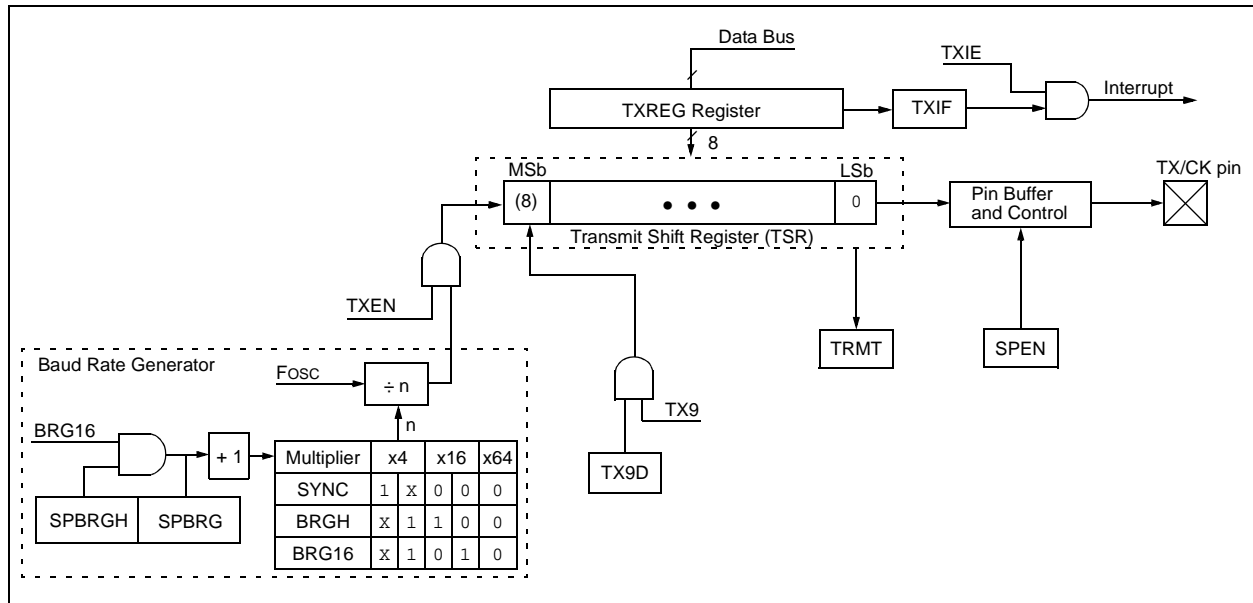 Data Bus
TXIE
Interrupt
TXREG Register
TXIF
8
MSb
LSb
TX/CK pin
(8)
• • •
0
Pin Buffer
and Control
Transmit Shift Register (TSR)
TXEN
TRMT
SPEN
Baud Rate Generator
FOSC
÷ n
TX9
n
BRG16
+ 1
Multiplier x4 x16 x64
TX9D
SYNC 1 X 0 0 0
SPBRGH SPBRG
BRGH X 1 1 0 0
BRG16 X 1 0 1 0